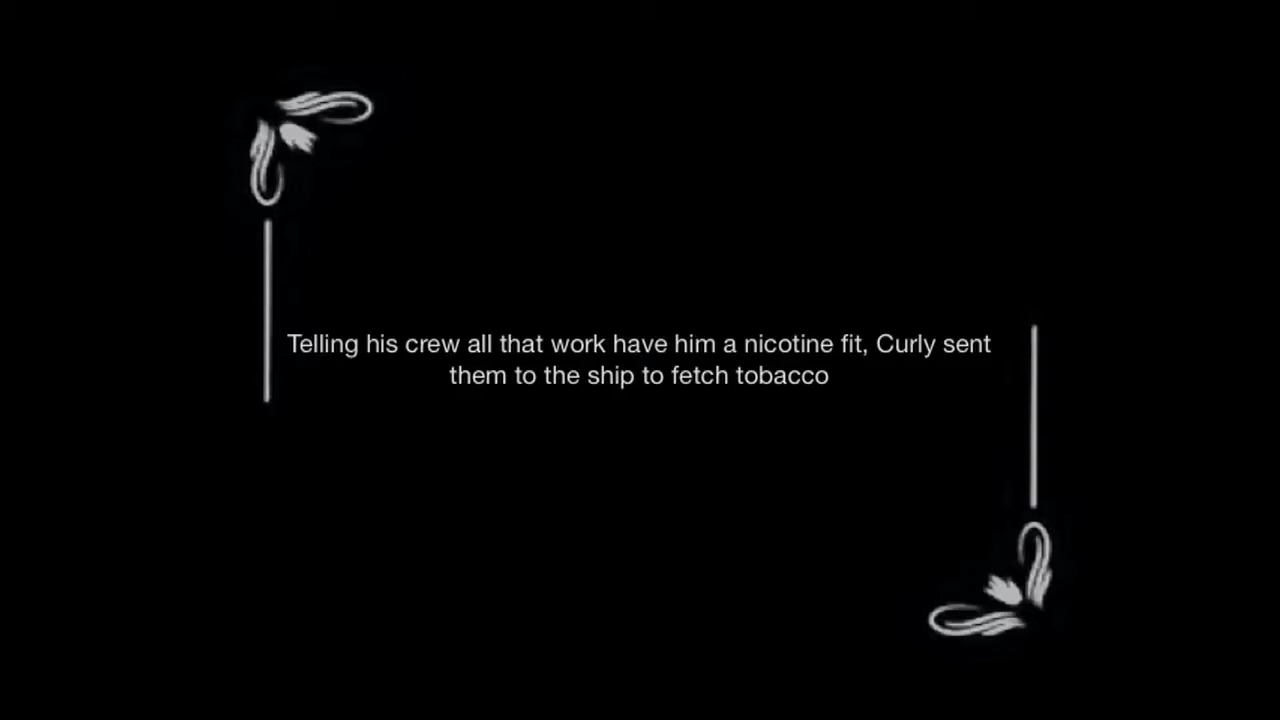 Telling his crew all that work have him a nicotine fit, Curly sent
them to the ship to fetch tobacco